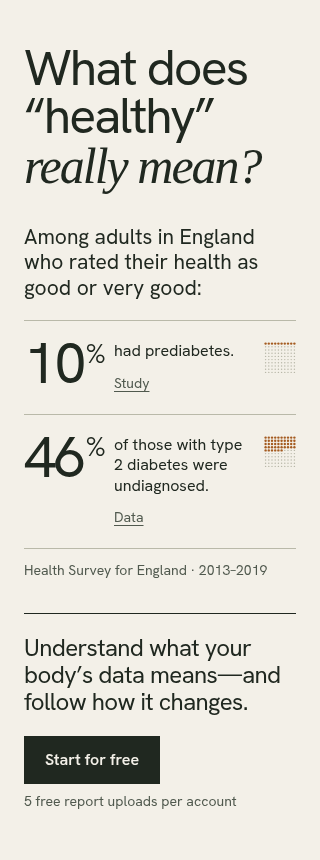 What does
“healthy”
really mean?
Among adults in England
who rated their health as
good or very good:
10%
had prediabetes.
Study
46%
of those with type
2 diabetes were
undiagnosed.
Data
Health Survey for England · 2013–2019
Understand what your
body’s data means—and
follow how it changes.
Start for free
5 free report uploads per account